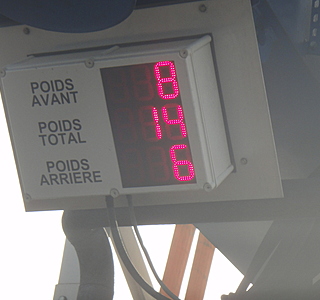 POIDS
AVANT 8
POIDS
TOTAL 14
POIDS
ARRIERE 6